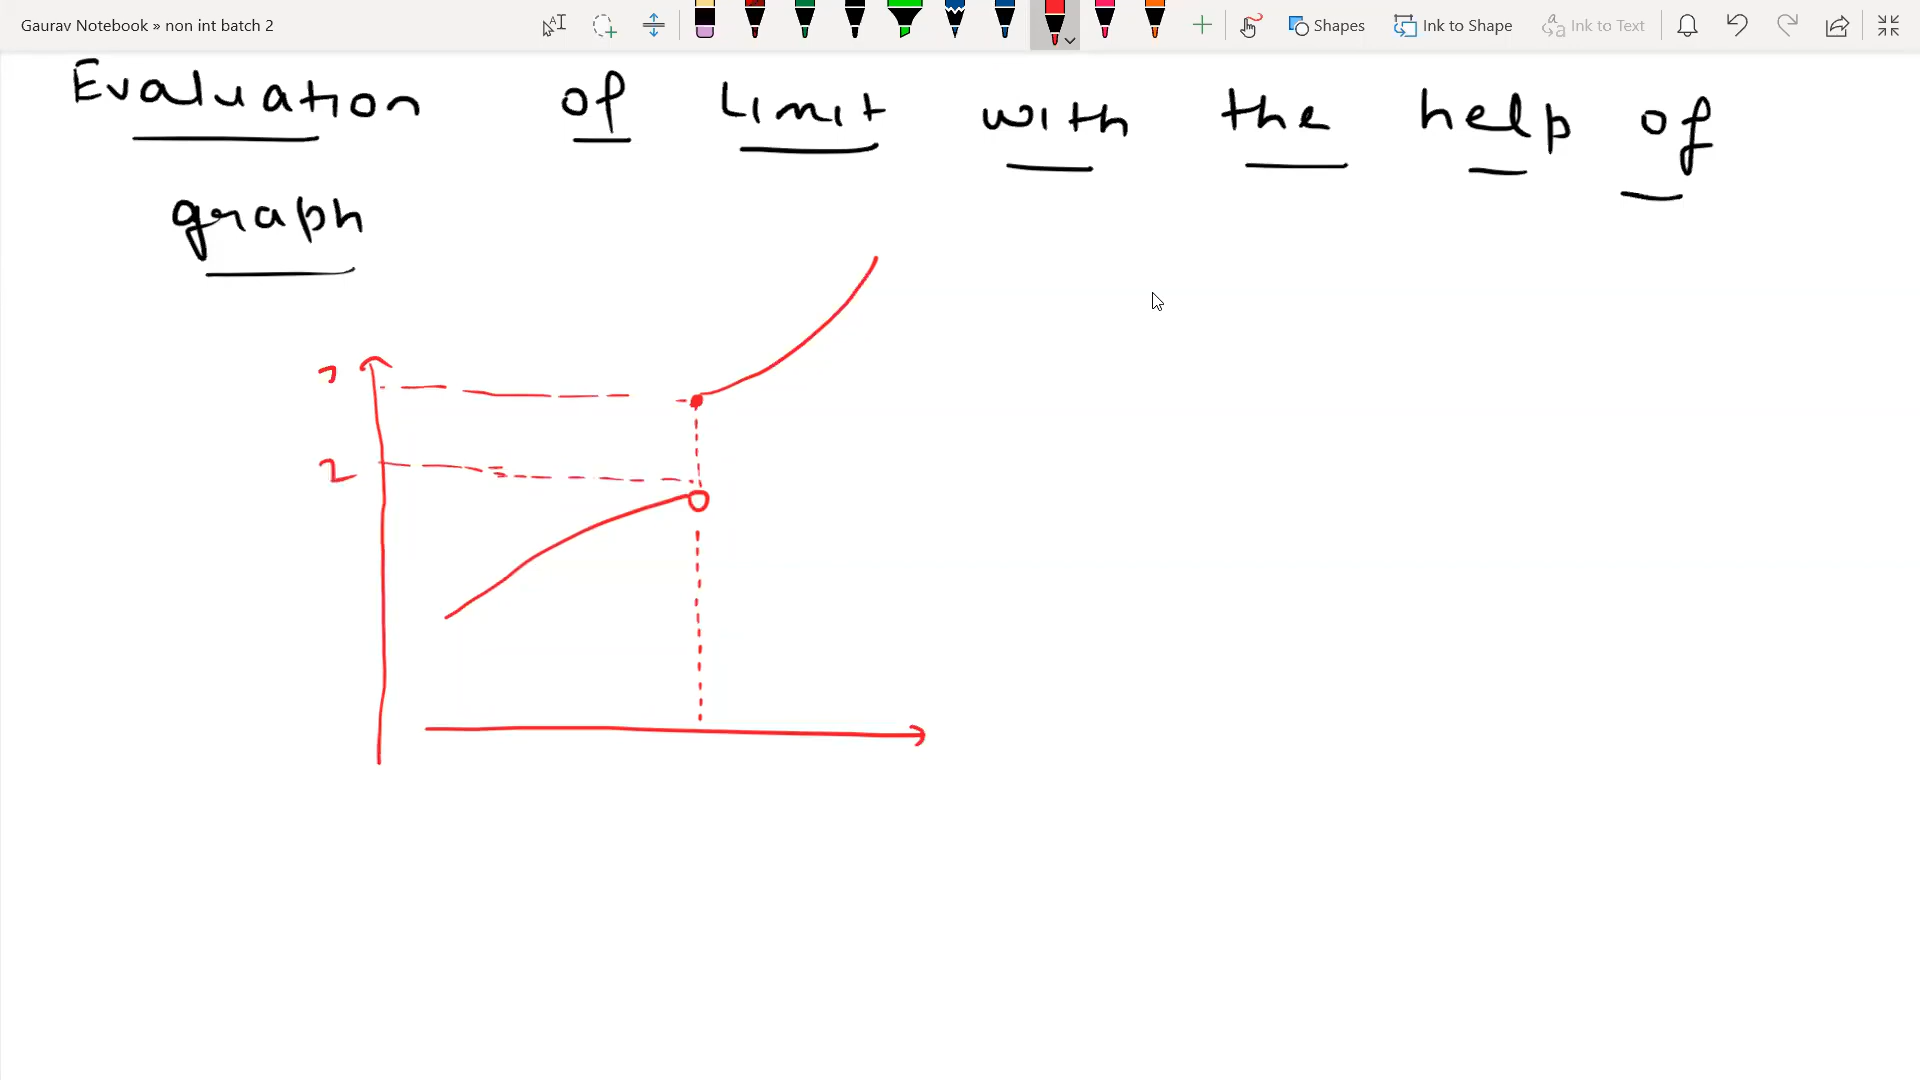 Gaurav Notebook » non int batch 2
Shapes
Ink to Shape
Ink to Text
Evaluation of Limit with the help of
graph
2